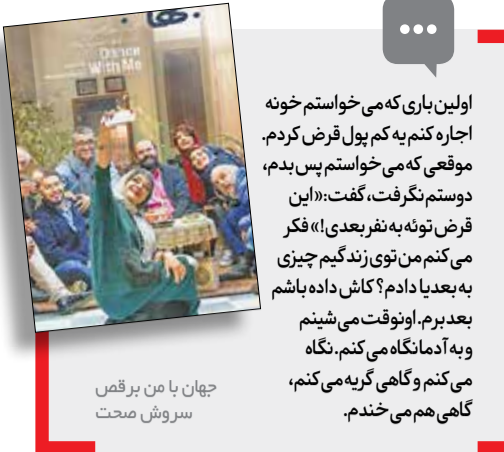 Dance
With Me
اولین باری که می‌خواستم خونه
اجاره کنم یه کم پول قرض کردم.
موقعی که می‌خواستم پس بدم،
دوستم نگرفت، گفت: «این
قرض توئه به نفر بعدی!» فکر
می‌کنم من توی زندگیم چیزی
به بعدیا دادم؟ کاش داده باشم
بعد برم. اونوقت می‌شینم
و به آدما نگاه می‌کنم. نگاه
می‌کنم و گاهی گریه می‌کنم،
گاهی هم می‌خندم.
جهان با من برقص
سروش صحت